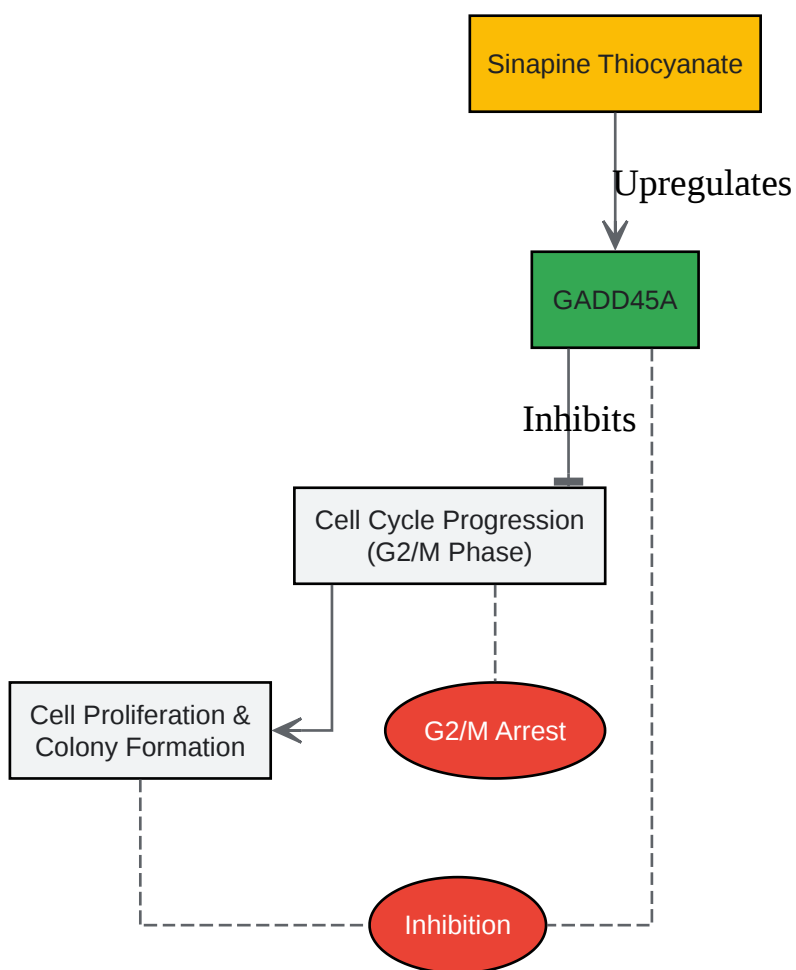 Sinapine Thiocyanate
Upregulates
GADD45A
Inhibits
Cell Cycle Progression
(G2/M Phase)
Cell Proliferation &
Colony Formation
G2/M Arrest
Inhibition